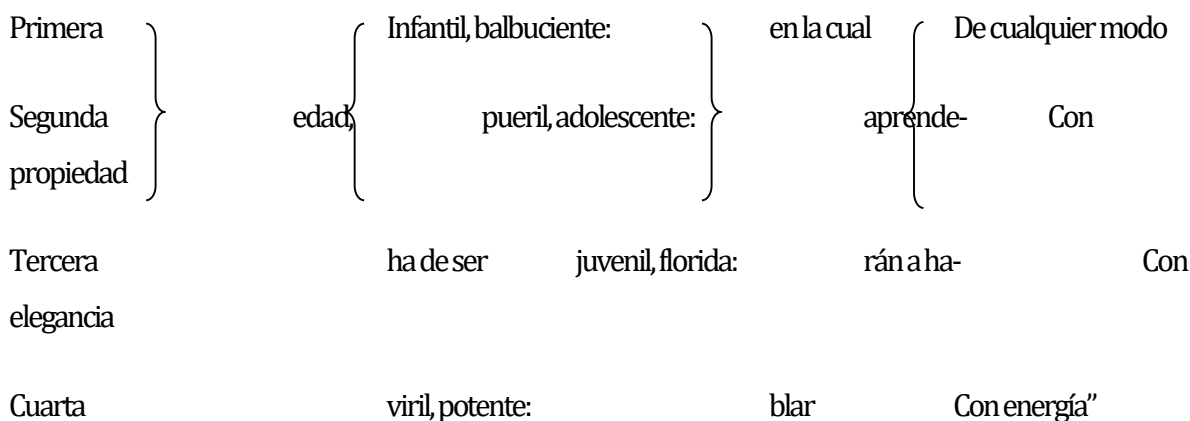 Primera Infantil, balbuciente: en la cual De cualquier modo
Segunda edad, pueril, adolescente: aprende- Con
propiedad
Tercera ha de ser juvenil, florida: rán a ha- Con
elegancia
Cuarta viril, potente: blar Con energía”